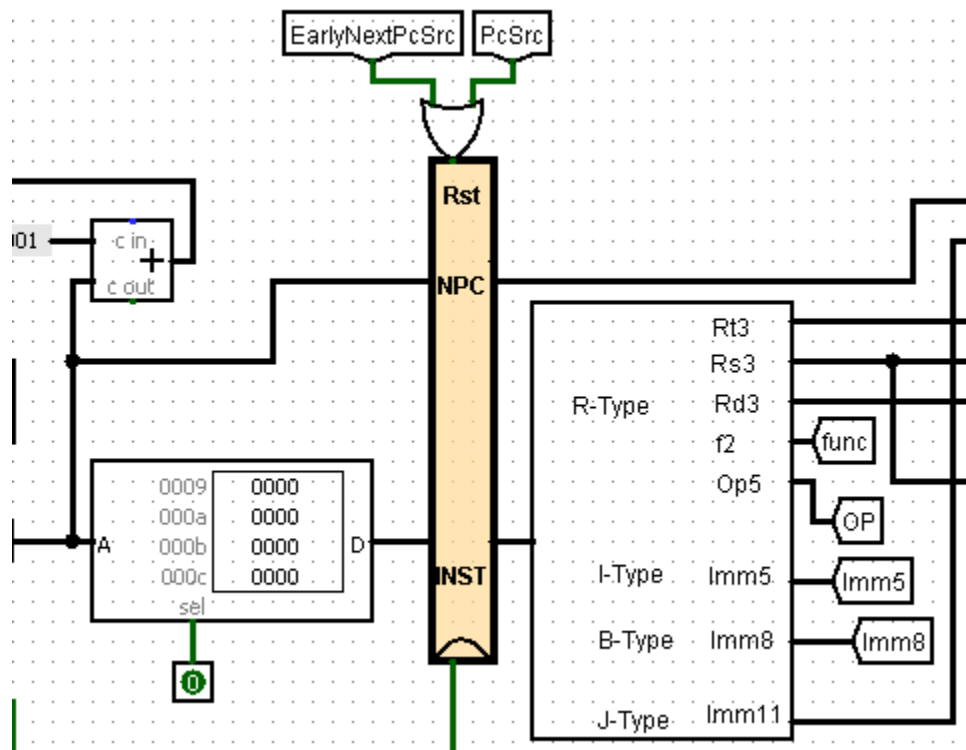 EarlyNextPcSrc PcSrc
Rst
001 c in
+
c out
NPC
Rt3
Rs3
R-Type Rd3
f2 func
0009 0000
Op5
000a 0000
OP
A 000b 0000 D
000c 0000 INST
I-Type Imm5 Imm5
sel
B-Type Imm8 Imm8
0
J-Type Imm11